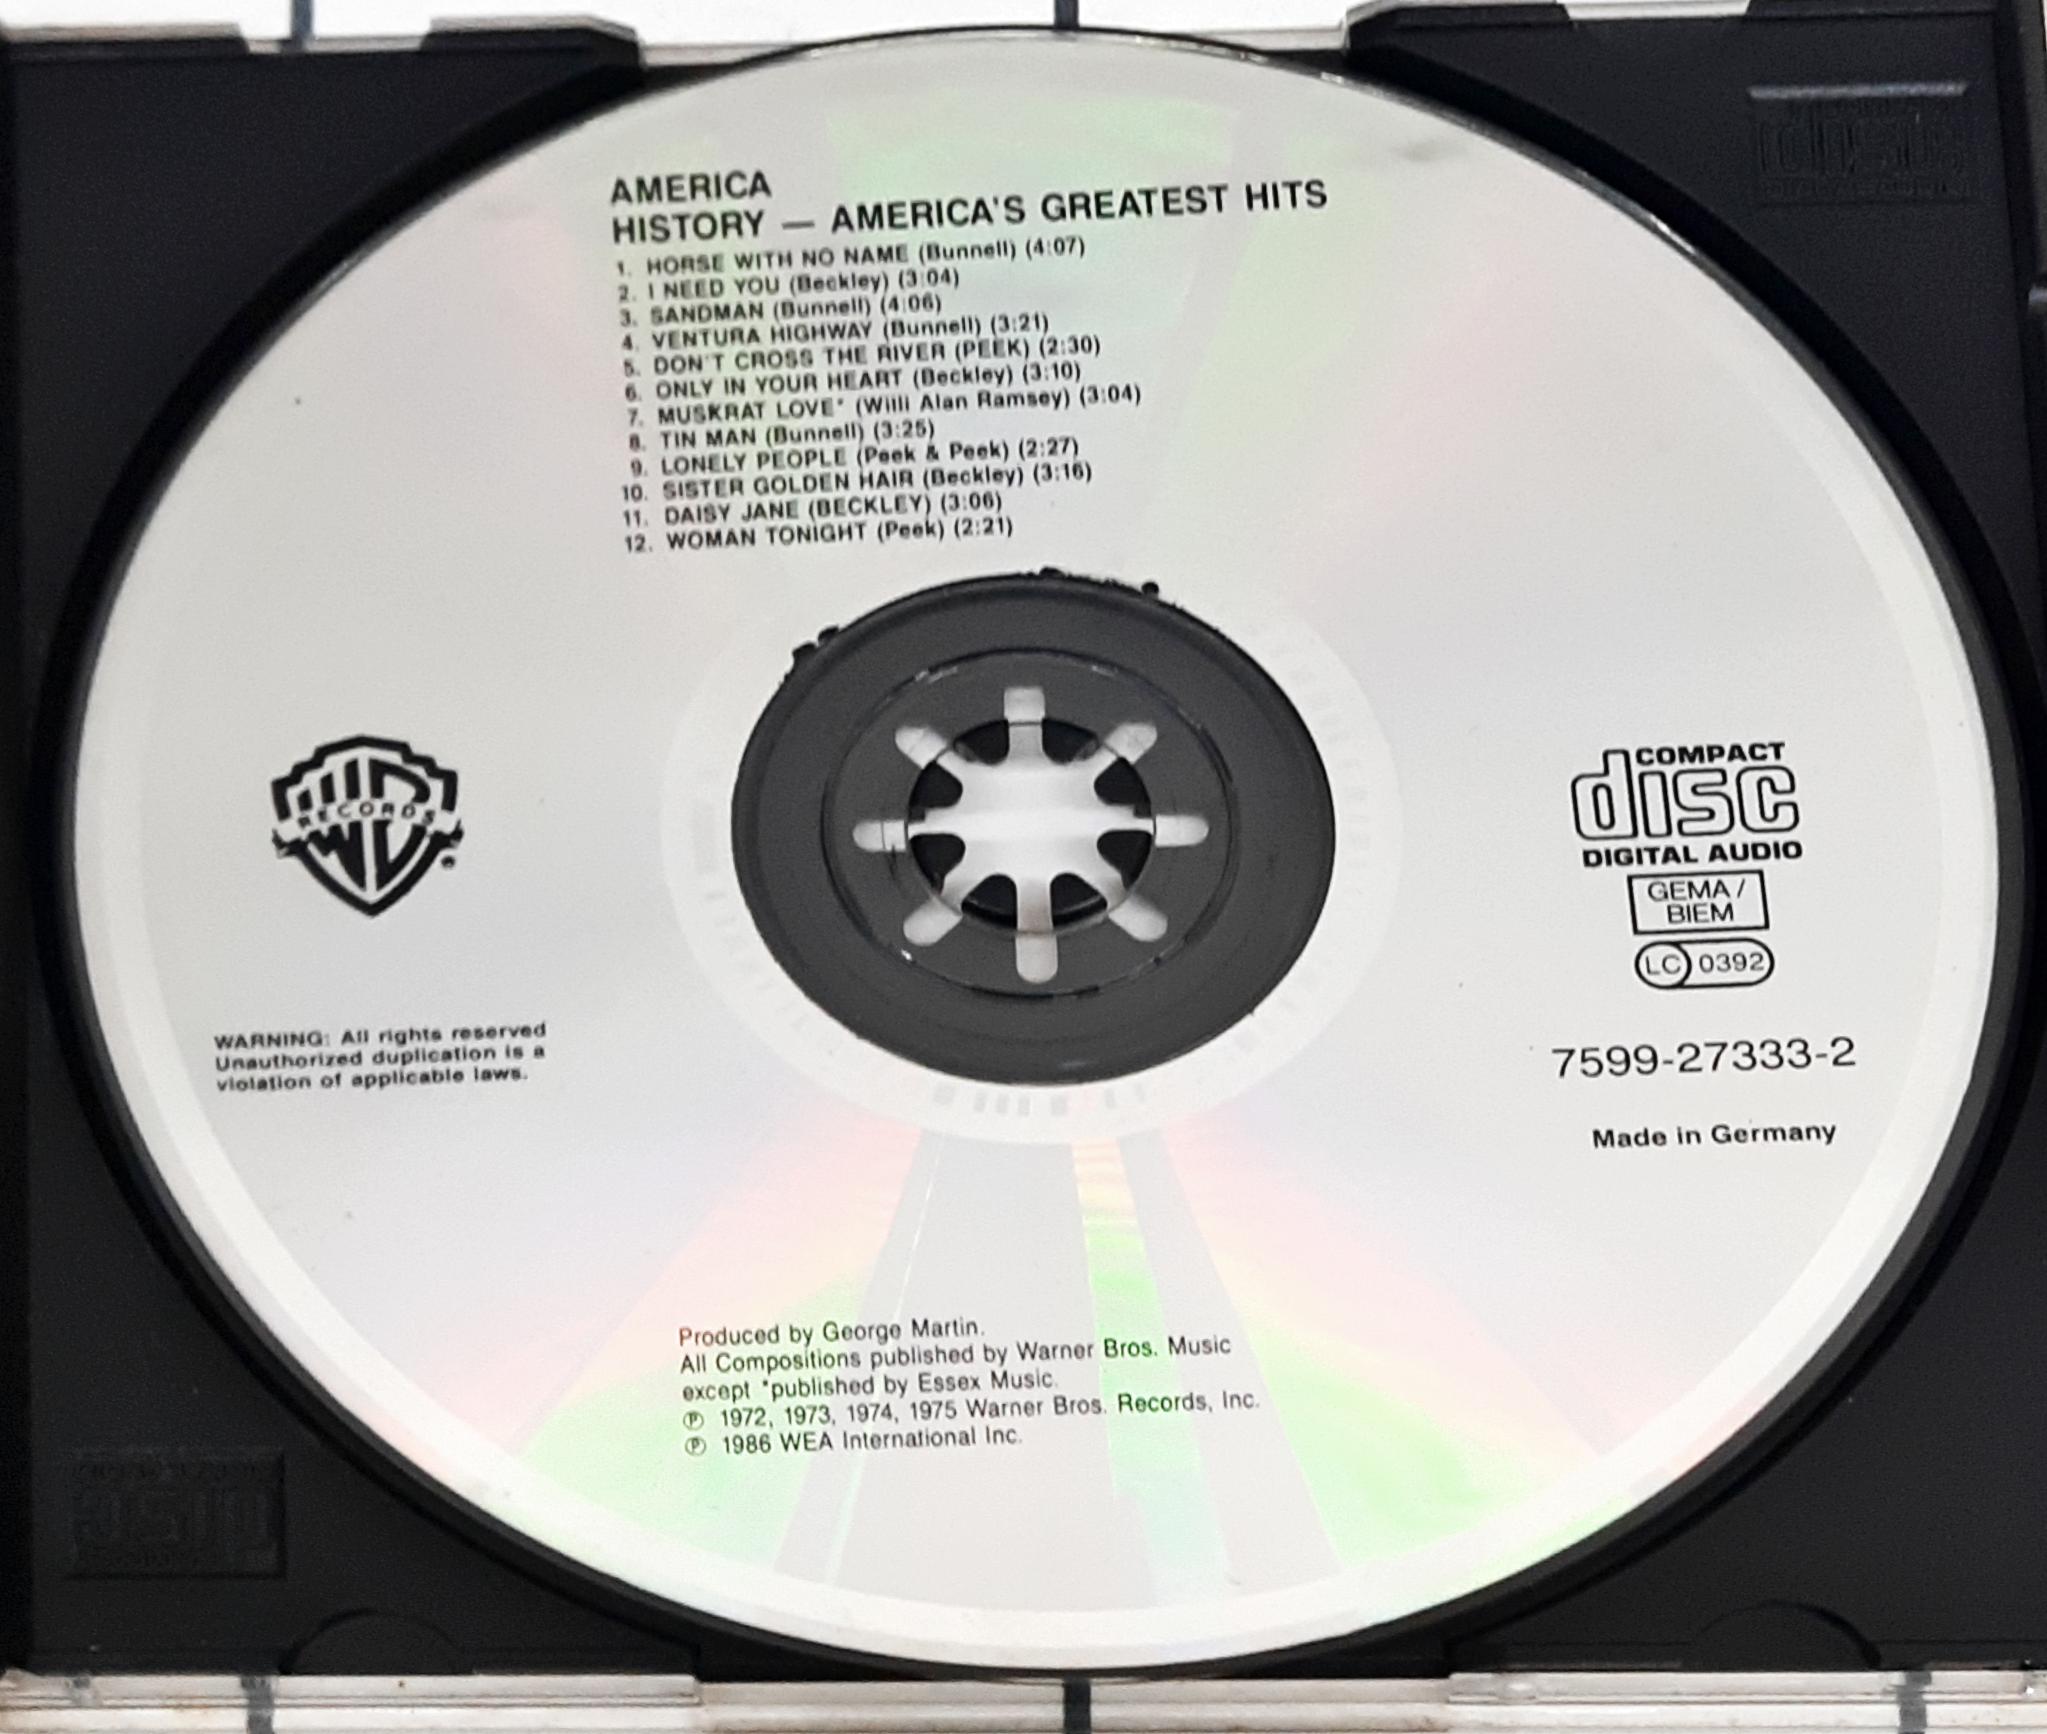 AMERICA
HISTORY — AMERICA'S GREATEST HITS
1. HORSE WITH NO NAME (Bunnell) (4:07)
2. I NEED YOU (Beckley) (3:04)
3. SANDMAN (Bunnell) (4:06)
4. VENTURA HIGHWAY (Bunnell) (3:21)
5. DON'T CROSS THE RIVER (PEEK) (2:30)
6. ONLY IN YOUR HEART (Beckley) (3:10)
7. MUSKRAT LOVE* (Willi Alan Ramsey) (3:04)
8. TIN MAN (Bunnell) (3:25)
9. LONELY PEOPLE (Peek & Peek) (2:27)
10. SISTER GOLDEN HAIR (Beckley) (3:16)
11. DAISY JANE (BECKLEY) (3:06)
12. WOMAN TONIGHT (Peek) (2:21)
WB
RECORDS
®
COMPACT
disc
DIGITAL AUDIO
GEMA /
BIEM
LC 0392
WARNING: All rights reserved
Unauthorized duplication is a
violation of applicable laws.
7599-27333-2
Made in Germany
Produced by George Martin.
All Compositions published by Warner Bros. Music
except *published by Essex Music.
℗ 1972, 1973, 1974, 1975 Warner Bros. Records, Inc.
℗ 1986 WEA International Inc.
disc
disc